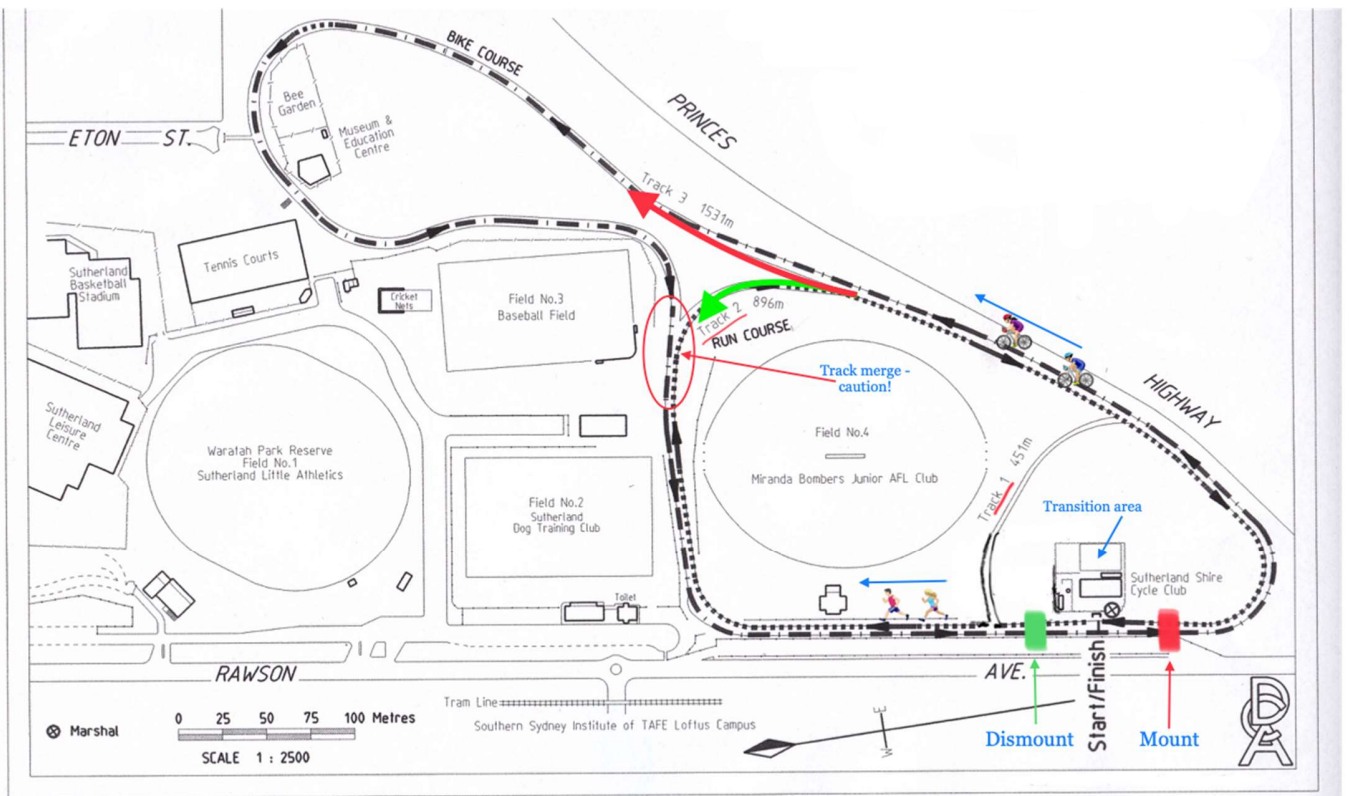 BIKE COURSE
PRINCES
HIGHWAY
Bee
Garden
Museum &
Education
Centre
ETON ST.
Track 3 1531m
Tennis Courts
Sutherland
Basketball
Stadium
Cricket
Nets
Field No.3
Baseball Field
Track 2 896m
RUN COURSE
Track merge -
caution!
Sutherland
Leisure
Centre
Waratah Park Reserve
Field No.1
Sutherland Little Athletics
Field No.4
Miranda Bombers Junior AFL Club
Track 1 451m
Field No.2
Sutherland
Dog Training Club
Transition area
Sutherland Shire
Cycle Club
Toilet
RAWSON AVE.
Start/Finish
Dismount
Mount
Tram Line
Southern Sydney Institute of TAFE Loftus Campus
Marshal
0 25 50 75 100 Metres
SCALE 1 : 2500
E
W
DCA